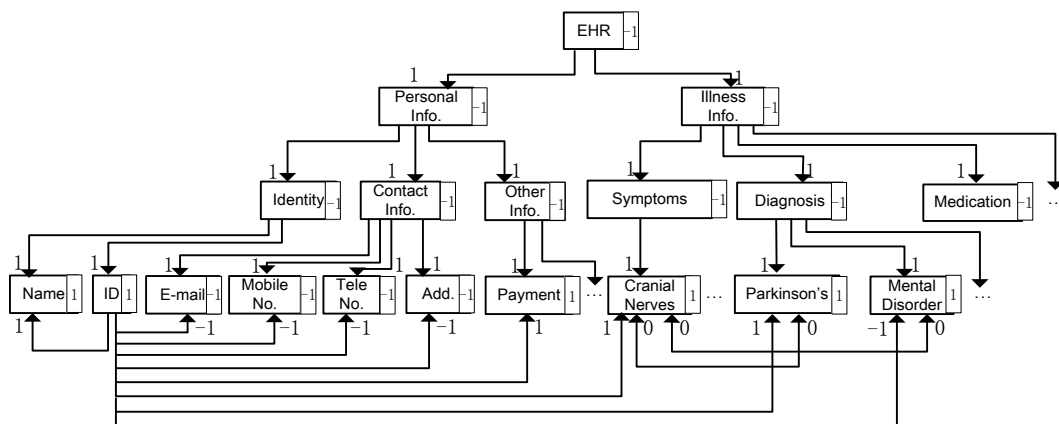 EHR
-1
1
1
Personal
Info.
-1
Illness
Info.
-1
1
1
1
1
1
1
Identity
-1
Contact
Info.
-1
Other
Info.
-1
Symptoms
-1
Diagnosis
-1
Medication
-1
...
1
1
1
1
1
1
1
1
1
1
Name
1
ID
1
E-mail
-1
Mobile
No.
-1
Tele
No.
-1
Add.
-1
Payment
1
...
Cranial
Nerves
1
...
Parkinson's
1
Mental
Disorder
1
...
1
-1
-1
-1
-1
1
1
0
0
1
0
-1
0